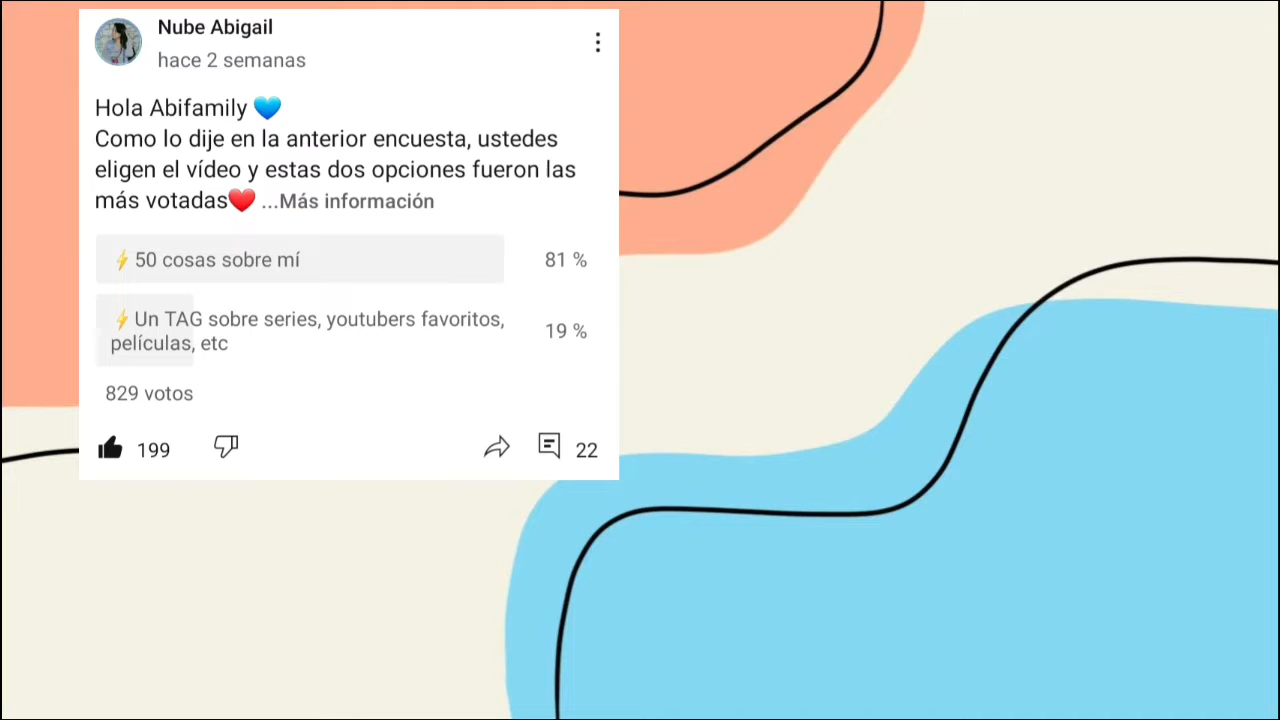 Nube Abigail
hace 2 semanas
Hola Abifamily 💙
Como lo dije en la anterior encuesta, ustedes
eligen el vídeo y estas dos opciones fueron las
más votadas❤️ ...Más información
⚡50 cosas sobre mí
81 %
⚡Un TAG sobre series, youtubers favoritos,
películas, etc
19 %
829 votos
199
22